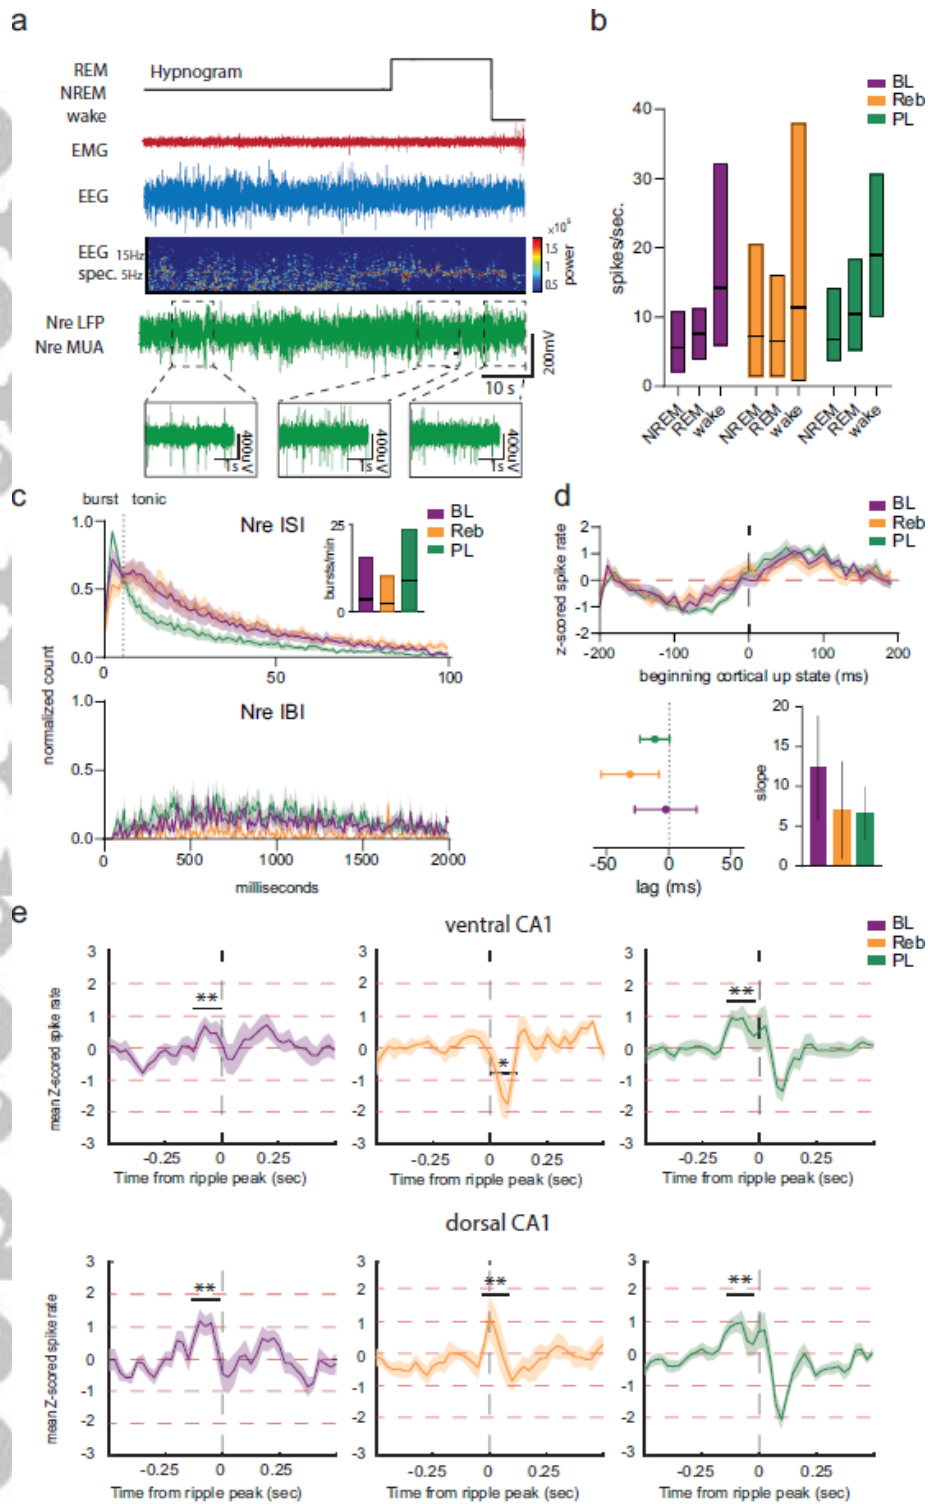 a
REM
Hypnogram
NREM
wake
EMG
EEG
EEG 15Hz
spec. 5Hz
×10⁵
1.5
1
0.5
power
Nre LFP
Nre MUA
200mV
10 s
400uV
1s
400uV
1s
400uV
1s
b
BL
Reb
PL
spikes/sec.
40
30
20
10
0
NREM REM wake NREM REM wake NREM REM wake
c
burst tonic
Nre ISI
BL
Reb
PL
bursts/min
25
0
1.0
0.5
0.0
0 50 100
normalized count
Nre IBI
1.0
0.5
0.0
0 500 1000 1500 2000
milliseconds
d
BL
Reb
PL
z-scored spike rate
2
1
0
-1
-2
-200 -100 0 100 200
beginning cortical up state (ms)
-50 0 50
lag (ms)
slope
20
15
10
5
0
e
ventral CA1
BL
Reb
PL
mean Z-scored spike rate
3
2
1
0
-1
-2
-3
**
-0.25 0 0.25
Time from ripple peak (sec)
3
2
1
0
-1
-2
-3
*
-0.25 0 0.25
Time from ripple peak (sec)
3
2
1
0
-1
-2
-3
**
-0.25 0 0.25
Time from ripple peak (sec)
dorsal CA1
mean Z-scored spike rate
3
2
1
0
-1
-2
-3
**
-0.25 0 0.25
Time from ripple peak (sec)
3
2
1
0
-1
-2
-3
**
-0.25 0 0.25
Time from ripple peak (sec)
3
2
1
0
-1
-2
-3
**
-0.25 0 0.25
Time from ripple peak (sec)